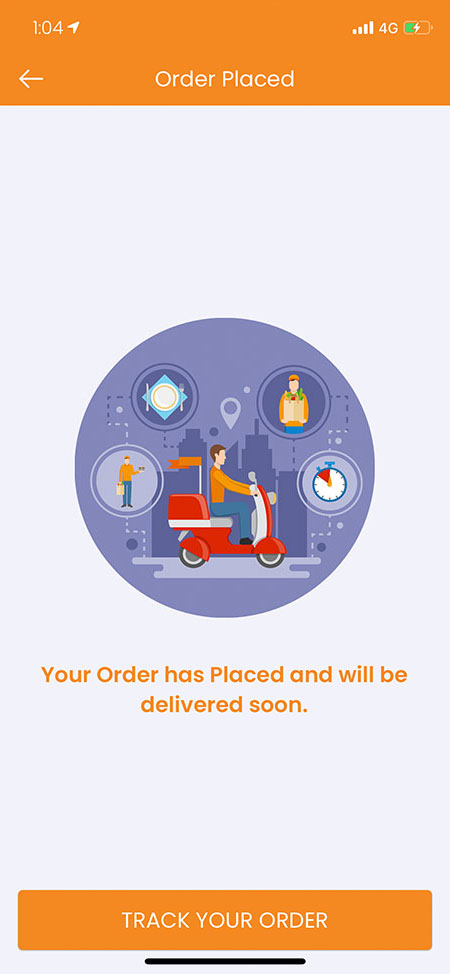 1:04 4G
Order Placed
Your Order has Placed and will be
delivered soon.
TRACK YOUR ORDER